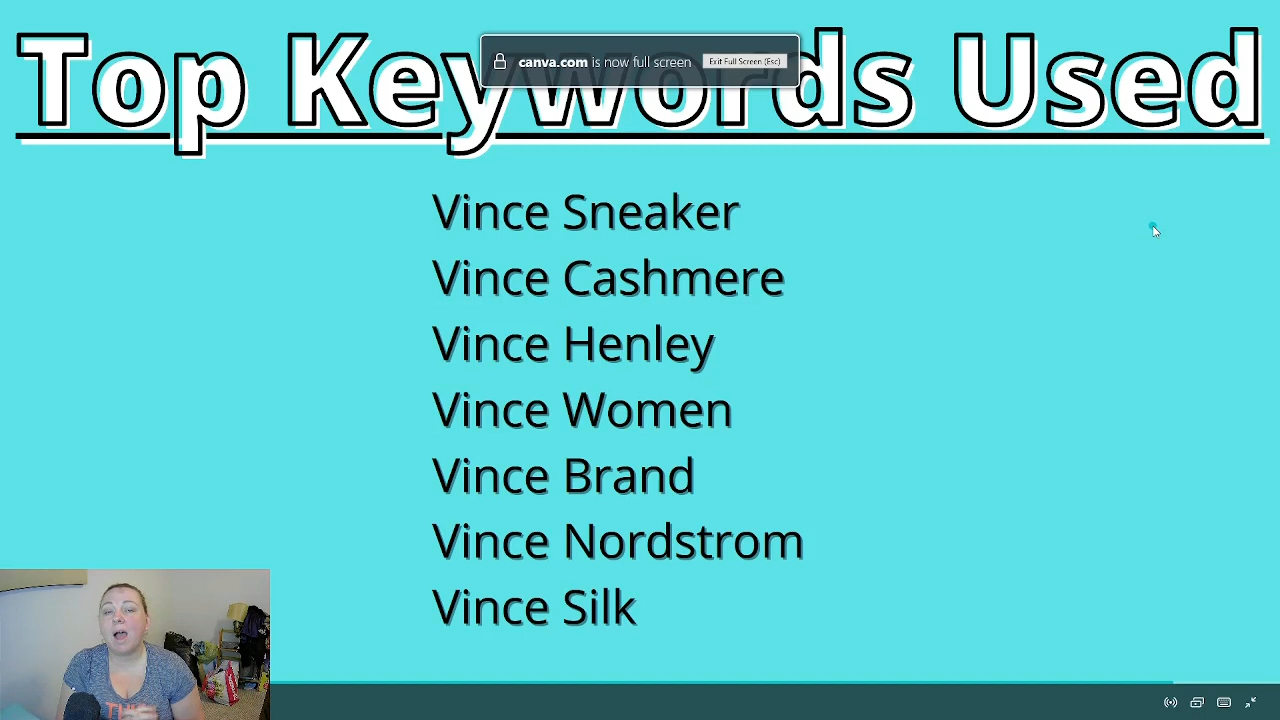 Top Keywords Used
canva.com is now full screen Exit Full Screen (Esc)
Vince Sneaker
Vince Cashmere
Vince Henley
Vince Women
Vince Brand
Vince Nordstrom
Vince Silk